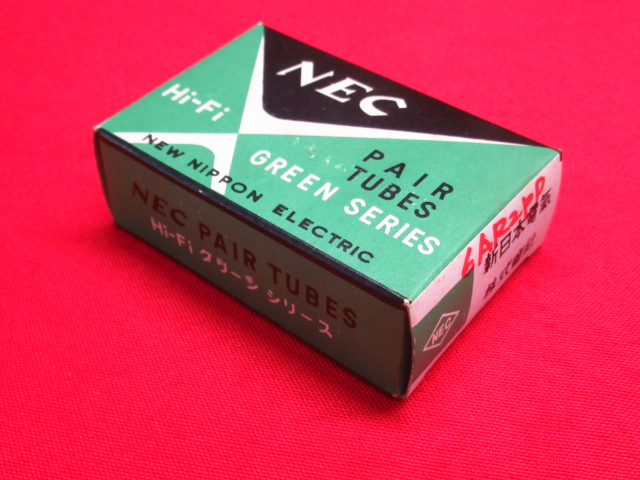 NEC
Hi-Fi
PAIR
TUBES
GREEN SERIES
NEW NIPPON ELECTRIC
NEC PAIR TUBES
Hi-Fi グリーン シリーズ
新日本電気
NEC